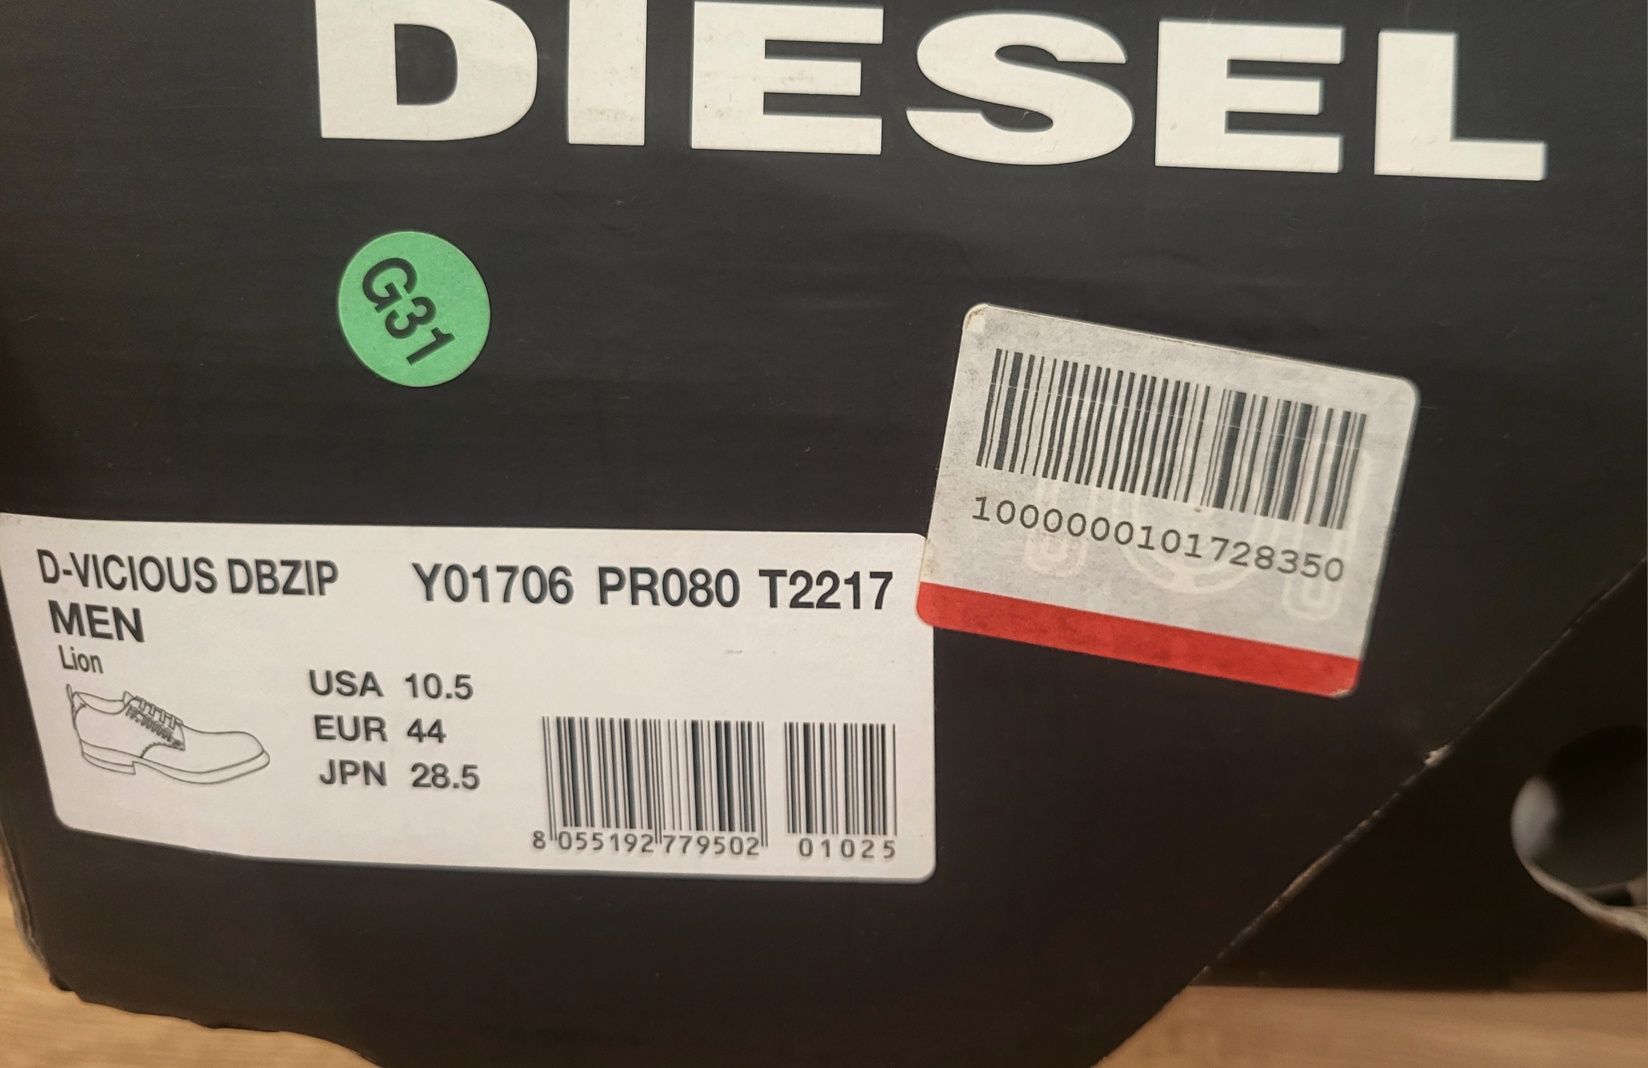 DIESEL
G31
1000000101728350
D-VICIOUS DBZIP Y01706 PR080 T2217
MEN
Lion
USA 10.5
EUR 44
JPN 28.5
8 055192 779502 01025